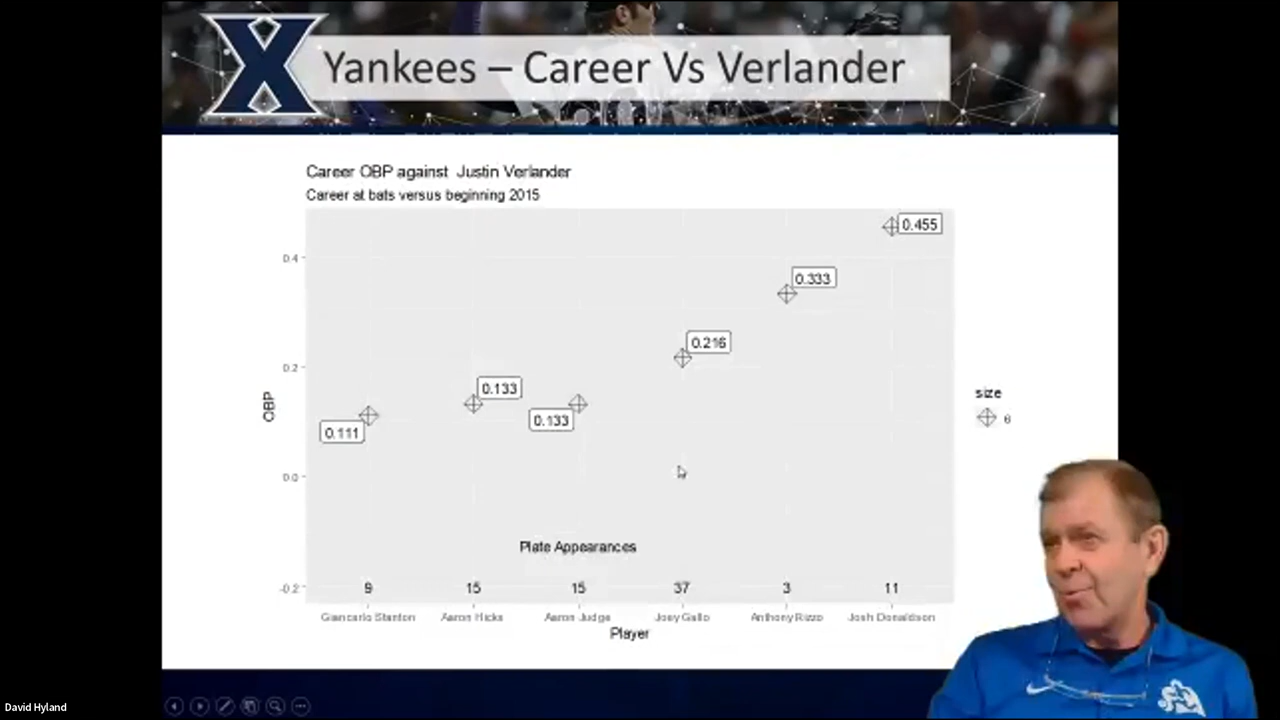 X
Yankees – Career Vs Verlander
Career OBP against Justin Verlander
Career at bats versus beginning 2015
0.455
0.4
0.333
0.216
0.2
0.133
0.133
0.111
OBP
size
6
0.0
Plate Appearances
-0.2
9 15 15 37 3 11
Giancarlo Stanton Aaron Hicks Aaron Judge Joey Gallo Anthony Rizzo Josh Donaldson
Player
David Hyland